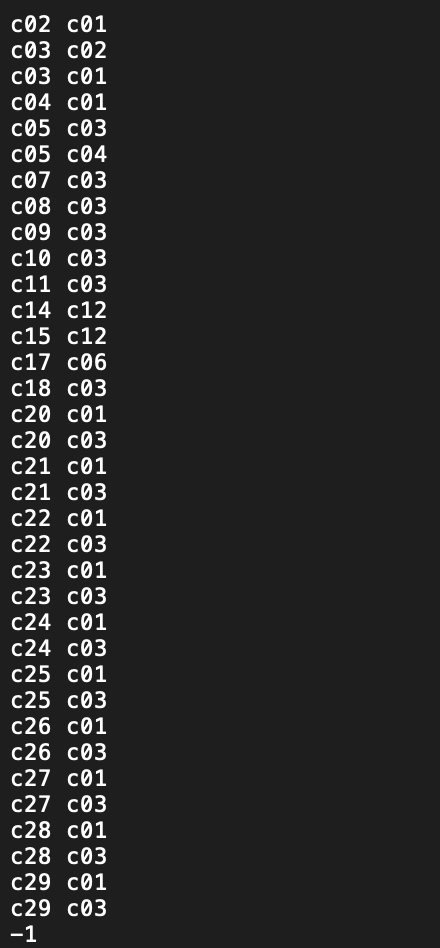 c02 c01
c03 c02
c03 c01
c04 c01
c05 c03
c05 c04
c07 c03
c08 c03
c09 c03
c10 c03
c11 c03
c14 c12
c15 c12
c17 c06
c18 c03
c20 c01
c20 c03
c21 c01
c21 c03
c22 c01
c22 c03
c23 c01
c23 c03
c24 c01
c24 c03
c25 c01
c25 c03
c26 c01
c26 c03
c27 c01
c27 c03
c28 c01
c28 c03
c29 c01
c29 c03
-1